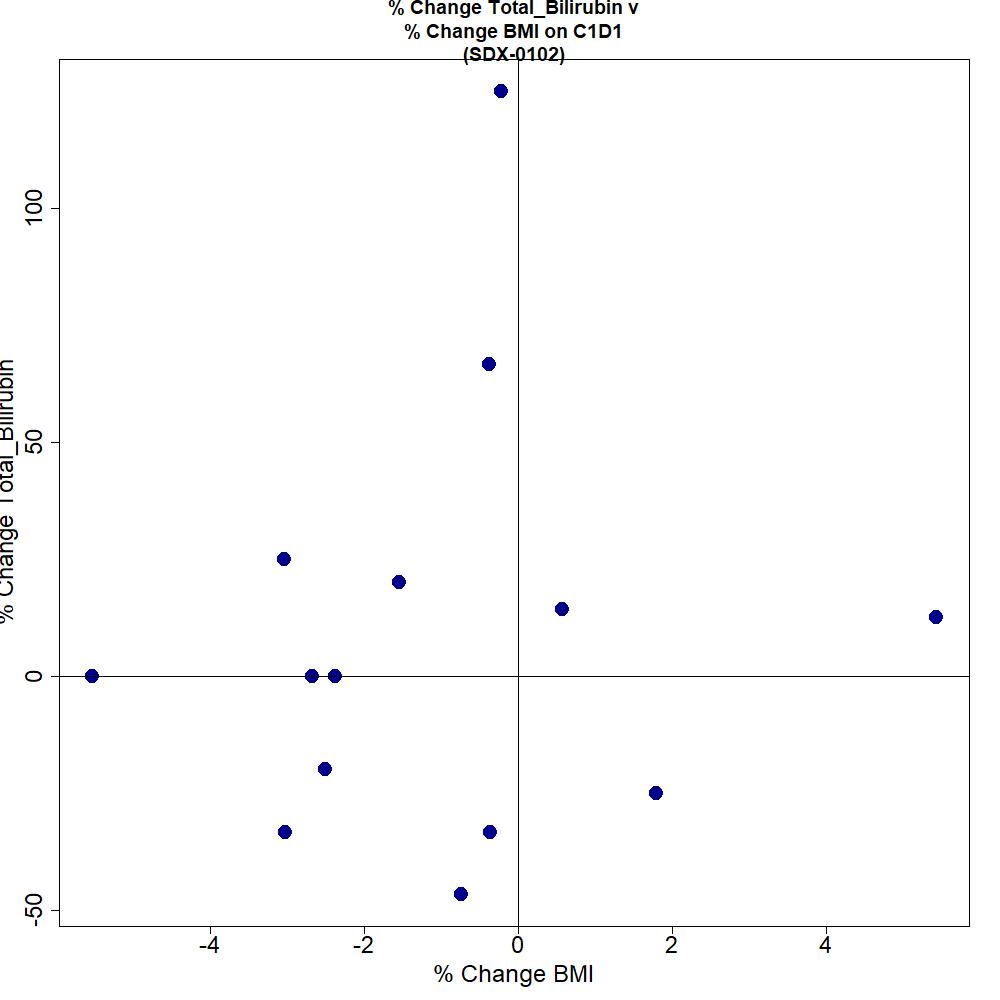 % Change Total_Bilirubin v
% Change BMI on C1D1
(SDX-0102)
% Change Total_Bilirubin
100
50
0
-50
-4
-2
0
2
4
% Change BMI